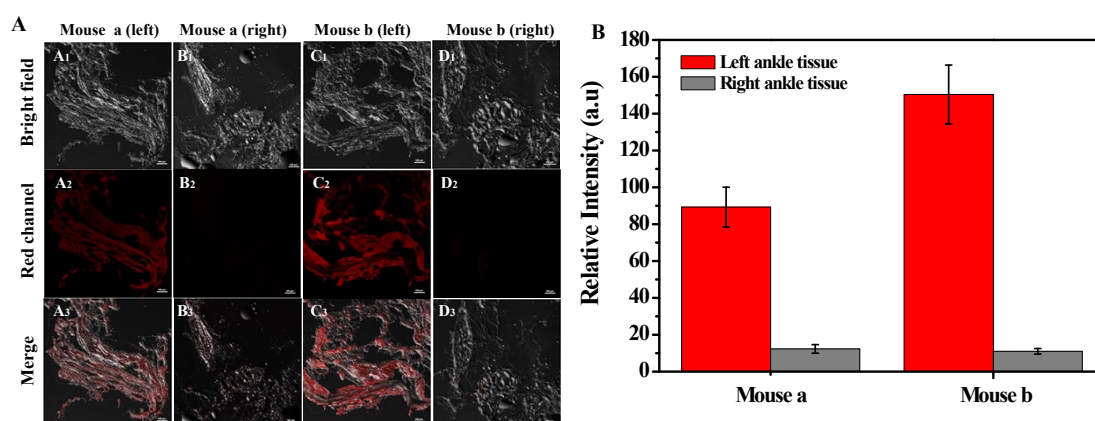 A
Mouse a (left) Mouse a (right) Mouse b (left) Mouse b (right)
Bright field
A1 B1 C1 D1
Red channel
A2 B2 C2 D2
Merge
A3 B3 C3 D3
B
Relative Intensity (a.u)
180
160
140
120
100
80
60
40
20
0
Left ankle tissue
Right ankle tissue
Mouse a Mouse b